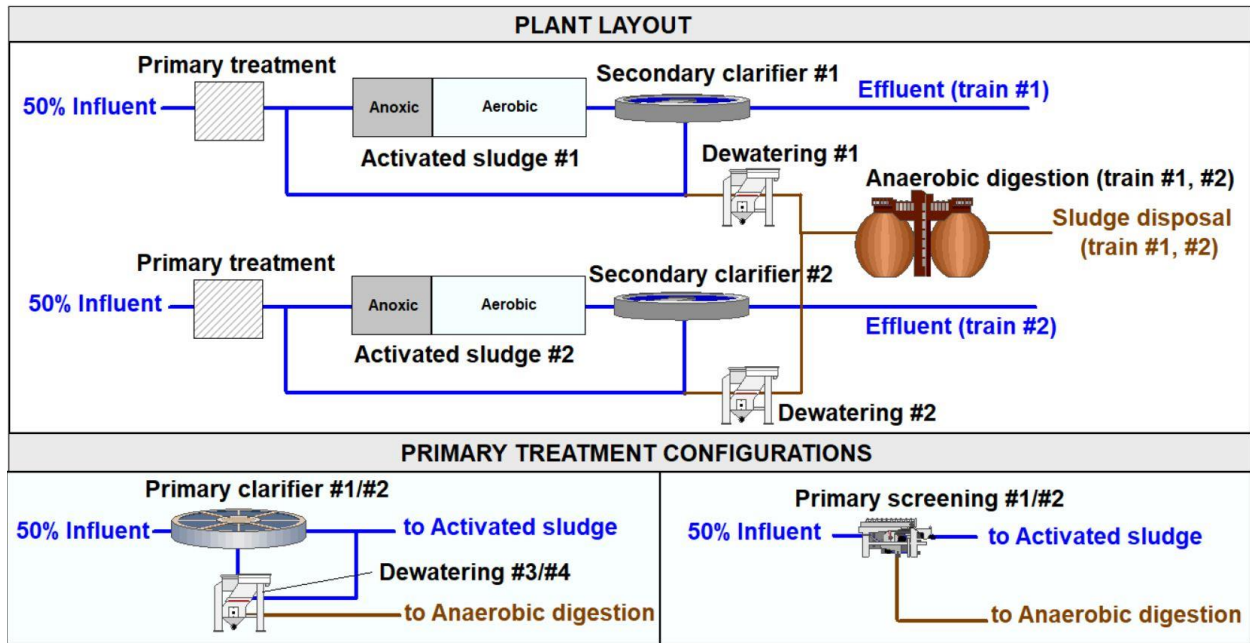 PLANT LAYOUT
Primary treatment
Secondary clarifier #1
50% Influent
Anoxic
Aerobic
Effluent (train #1)
Activated sludge #1
Dewatering #1
Anaerobic digestion (train #1, #2)
Sludge disposal
(train #1, #2)
Primary treatment
Secondary clarifier #2
50% Influent
Anoxic
Aerobic
Effluent (train #2)
Activated sludge #2
Dewatering #2
PRIMARY TREATMENT CONFIGURATIONS
Primary clarifier #1/#2
50% Influent
to Activated sludge
Dewatering #3/#4
to Anaerobic digestion
Primary screening #1/#2
50% Influent
to Activated sludge
to Anaerobic digestion